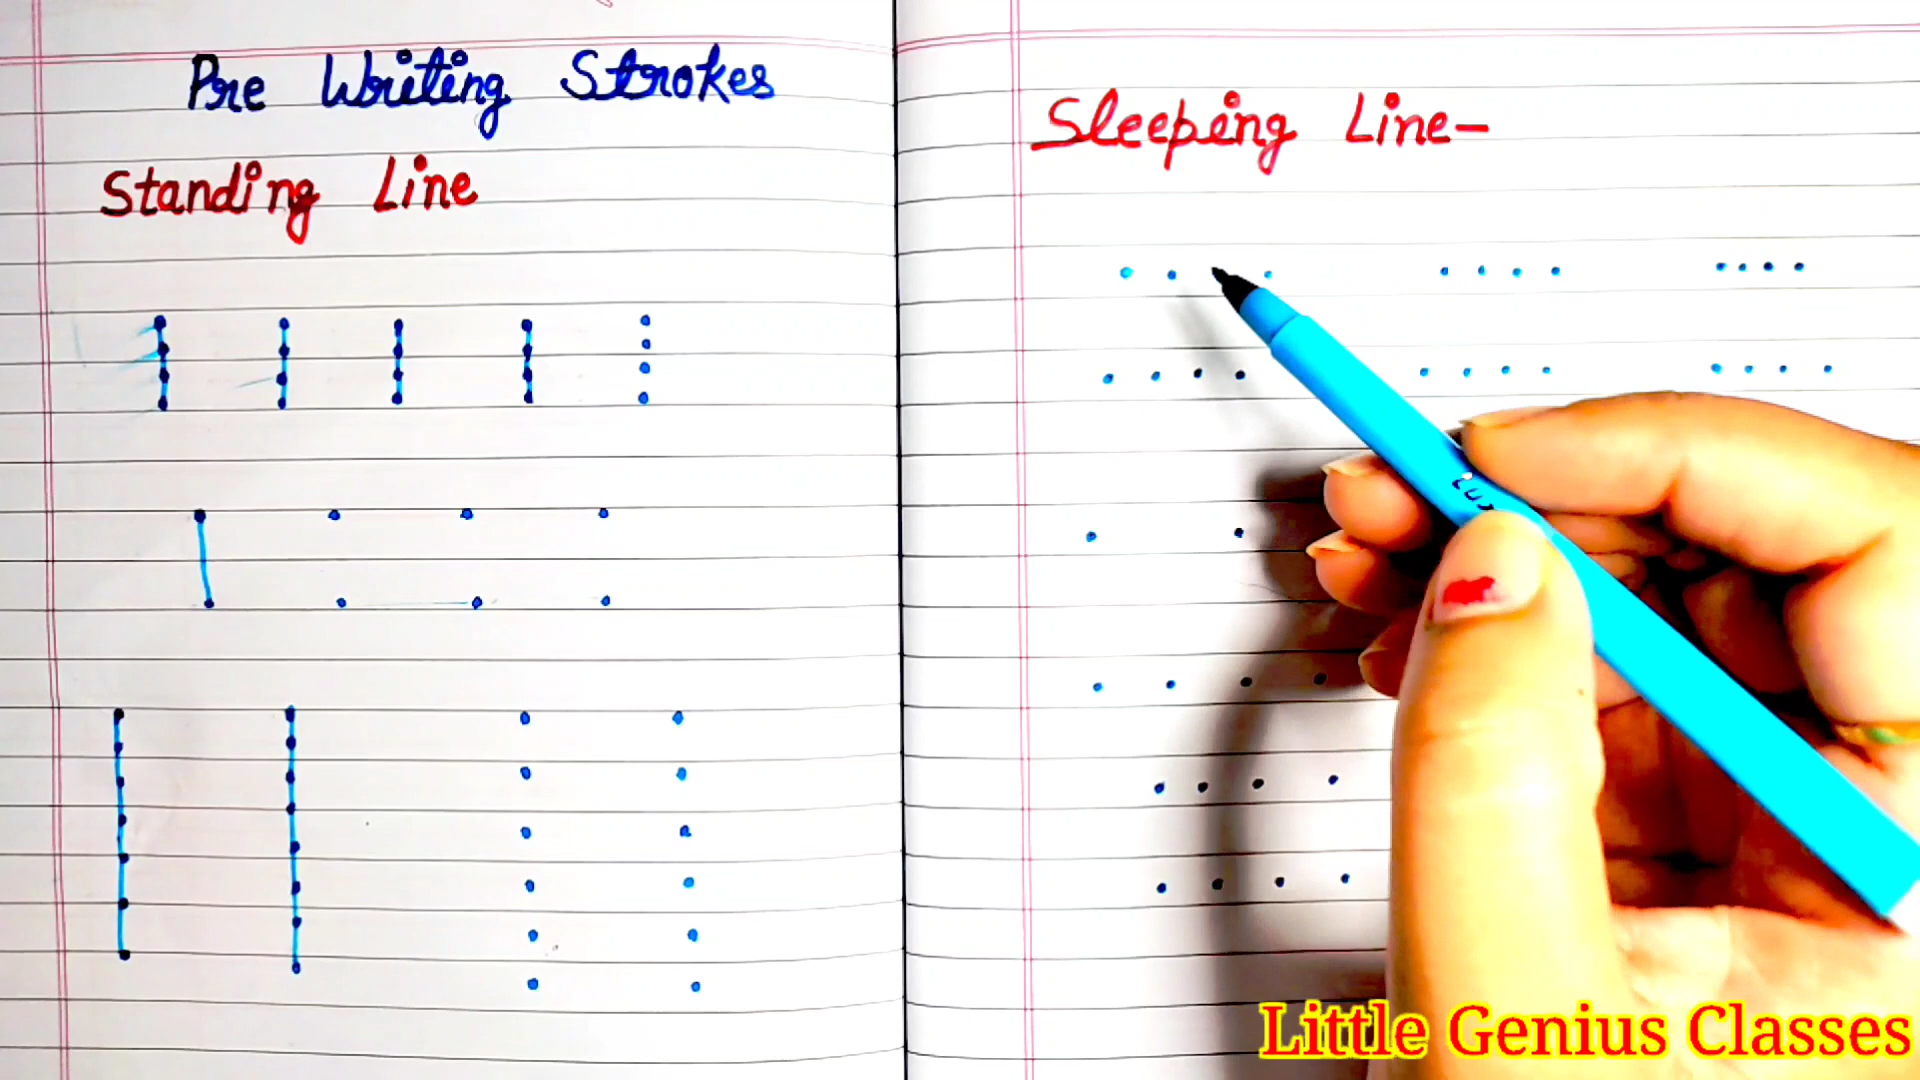 Pre Writing Strokes
Standing Line
Sleeping Line-
Little Genius Classes